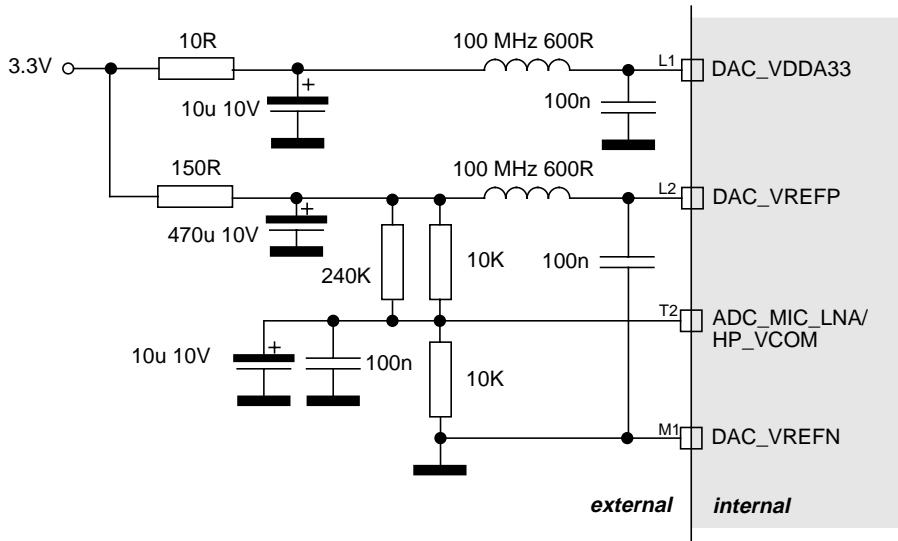 10R
100 MHz 600R
3.3V
L1
DAC_VDDA33
+
10u 10V
100n
150R
100 MHz 600R
L2
DAC_VREFP
+
470u 10V
240K
10K
100n
T2
ADC_MIC_LNA/
HP_VCOM
10u 10V
+
100n
10K
M1
DAC_VREFN
external
internal